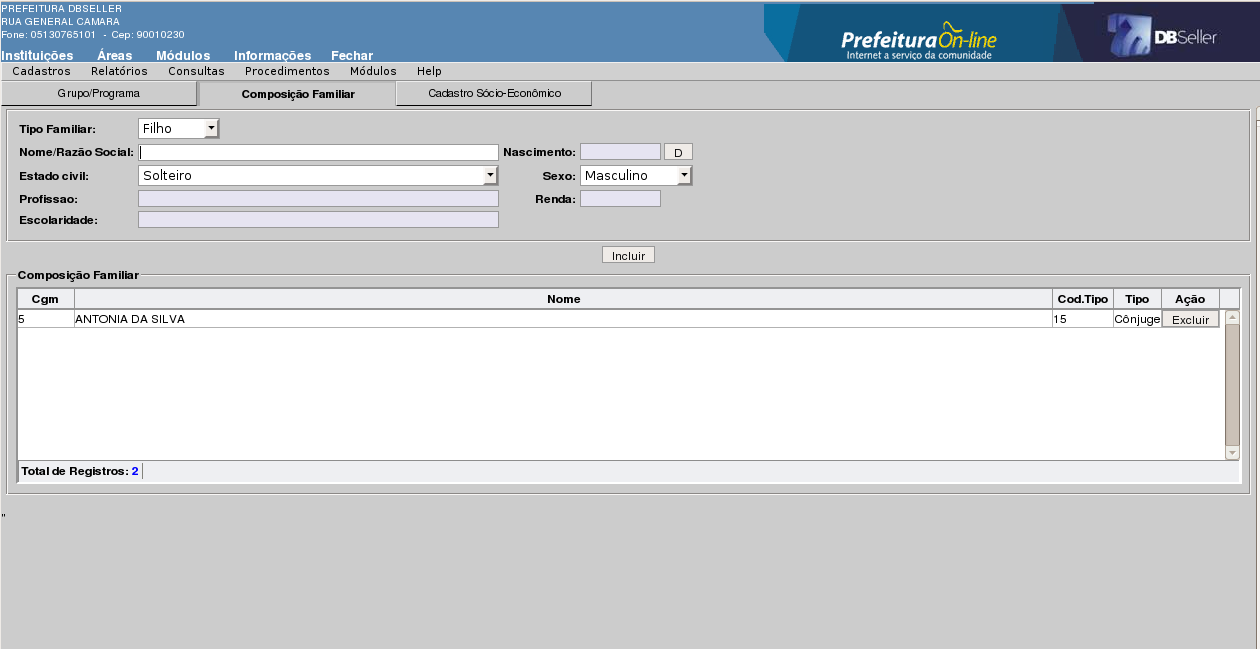 PREFEITURA DBSELLER
RUA GENERAL CAMARA
Fone: 05130765101 - Cep: 90010230
Instituições Áreas Módulos Informações Fechar
PrefeituraOn-line
Internet a serviço da comunidade
DBSeller
Cadastros Relatórios Consultas Procedimentos Módulos Help
Grupo/Programa Composição Familiar Cadastro Sócio-Econômico
Tipo Familiar: Filho
Nome/Razão Social: Nascimento: D
Estado civil: Solteiro Sexo: Masculino
Profissao: Renda:
Escolaridade:
Incluir
Composição Familiar
Cgm Nome Cod.Tipo Tipo Ação
5 ANTONIA DA SILVA 15 Cônjuge Excluir
Total de Registros: 2
"